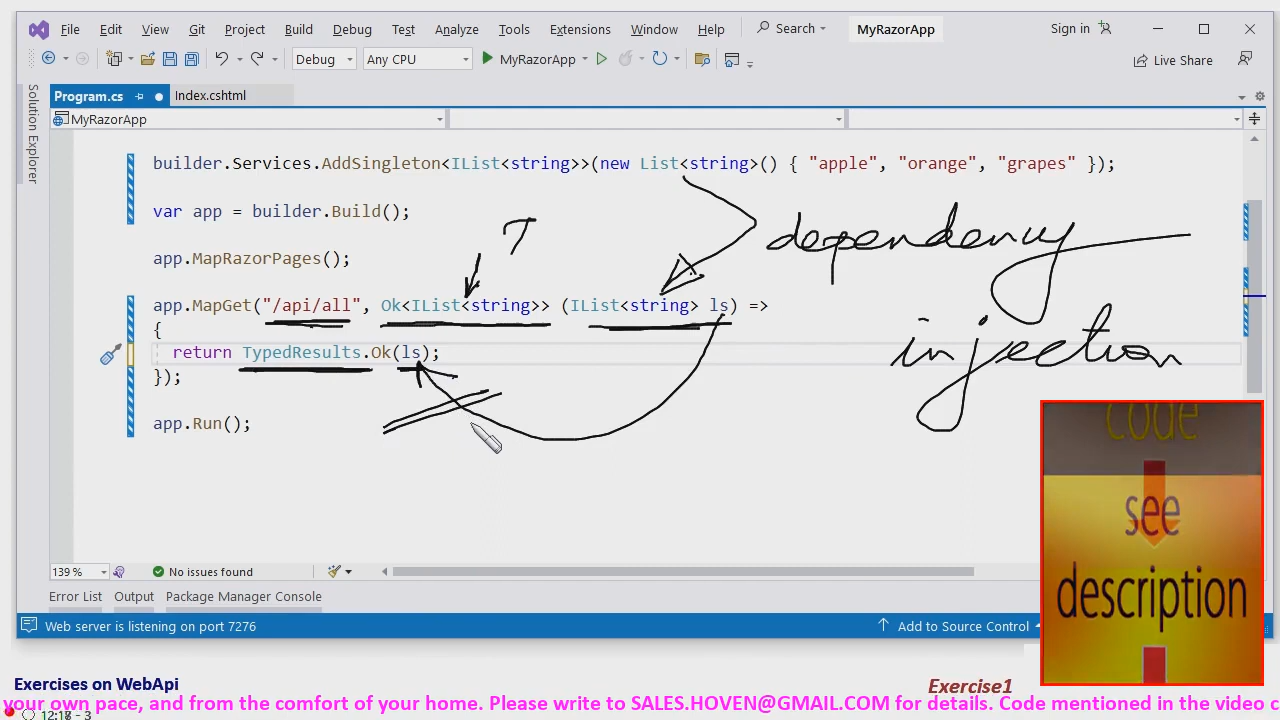 File Edit View Git Project Build Debug Test Analyze Tools Extensions Window Help Search MyRazorApp Sign in
Debug Any CPU MyRazorApp Live Share
Program.cs Index.cshtml
Solution Explorer
MyRazorApp
builder.Services.AddSingleton<IList<string>>(new List<string>() { "apple", "orange", "grapes" });
var app = builder.Build();
T
dependency
app.MapRazorPages();
app.MapGet("/api/all", Ok<IList<string>> (IList<string> ls) =>
{
injection
return TypedResults.Ok(ls);
});
app.Run();
code
see
description
139 % No issues found
Error List Output Package Manager Console
Web server is listening on port 7276 Add to Source Control
Exercises on WebApi
Exercise1
your own pace, and from the comfort of your home. Please write to SALES.HOVEN@GMAIL.COM for details. Code mentioned in the video c